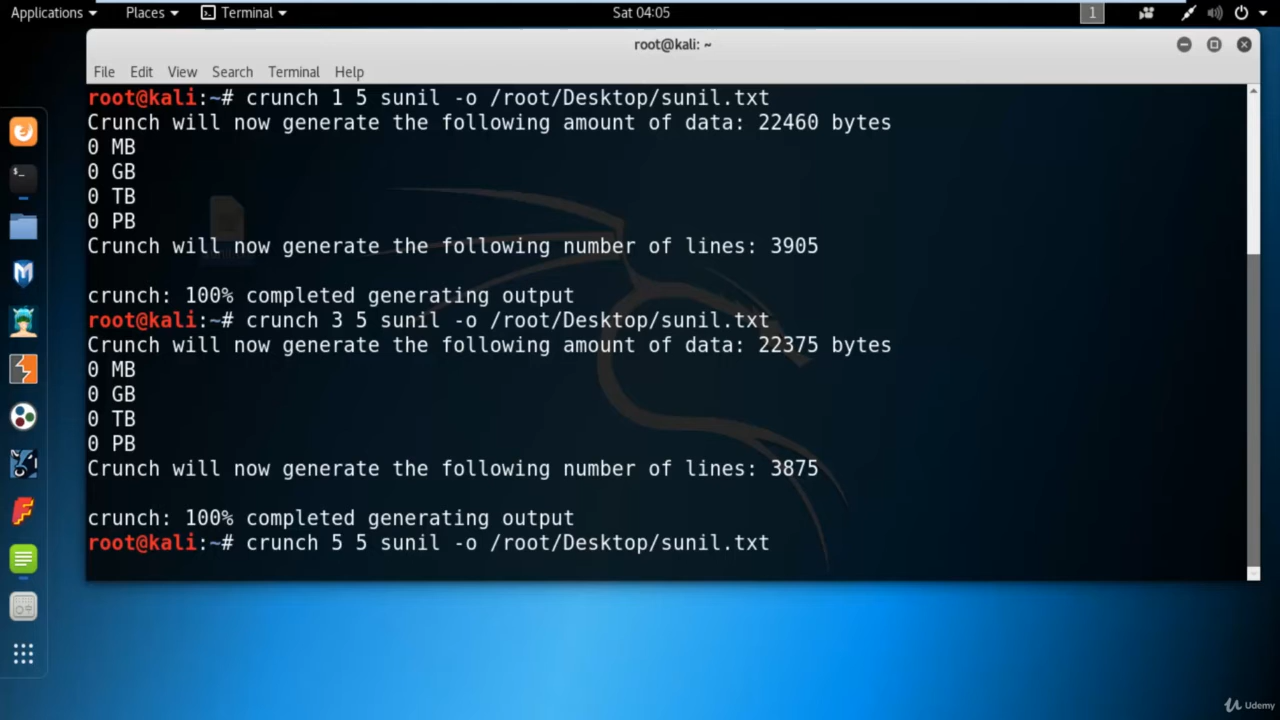 Applications Places Terminal Sat 04:05 1
root@kali: ~
File Edit View Search Terminal Help
root@kali:~# crunch 1 5 sunil -o /root/Desktop/sunil.txt
Crunch will now generate the following amount of data: 22460 bytes
0 MB
0 GB
0 TB
0 PB
Crunch will now generate the following number of lines: 3905
crunch: 100% completed generating output
root@kali:~# crunch 3 5 sunil -o /root/Desktop/sunil.txt
Crunch will now generate the following amount of data: 22375 bytes
0 MB
0 GB
0 TB
0 PB
Crunch will now generate the following number of lines: 3875
crunch: 100% completed generating output
root@kali:~# crunch 5 5 sunil -o /root/Desktop/sunil.txt
Udemy